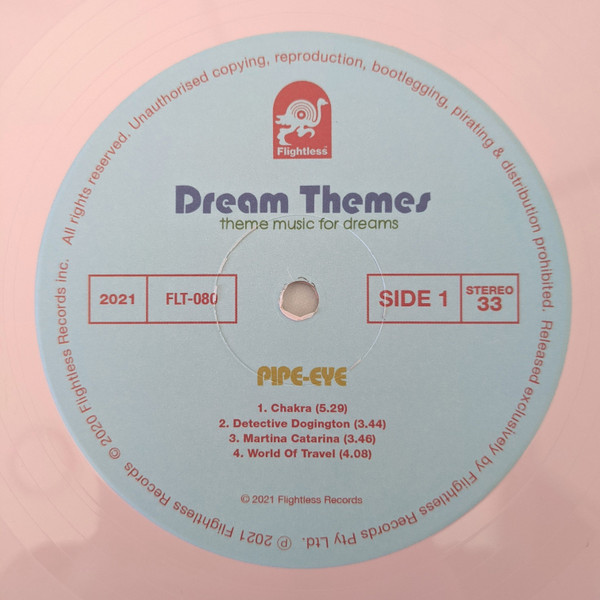 All rights reserved. Unauthorised copying, reproduction, bootlegging, pirating & distribution prohibited. Released exclusively by Flightless Records Pty Ltd. ℗ 2021 Flightless Records © 2020 Flightless Records inc.
Flightless
Dream Themes
theme music for dreams
2021 FLT-080 SIDE 1 STEREO
33
PIPE-EYE
1. Chakra (5.29)
2. Detective Dogington (3.44)
3. Martina Catarina (3.46)
4. World Of Travel (4.08)
© 2021 Flightless Records